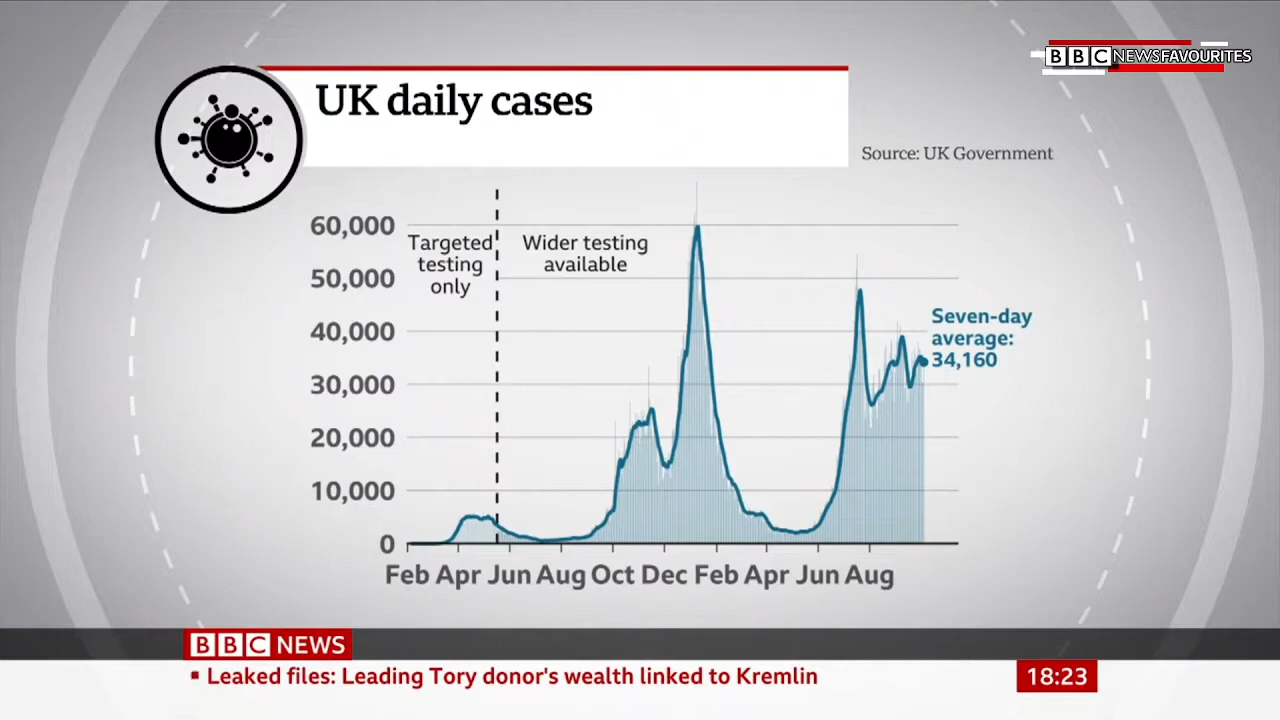 BBC NEWS FAVOURITES
UK daily cases
Source: UK Government
60,000
50,000
40,000
30,000
20,000
10,000
0
Targeted
testing
only
Wider testing
available
Seven-day
average:
34,160
Feb Apr Jun Aug Oct Dec Feb Apr Jun Aug
BBC NEWS
Leaked files: Leading Tory donor's wealth linked to Kremlin
18:23